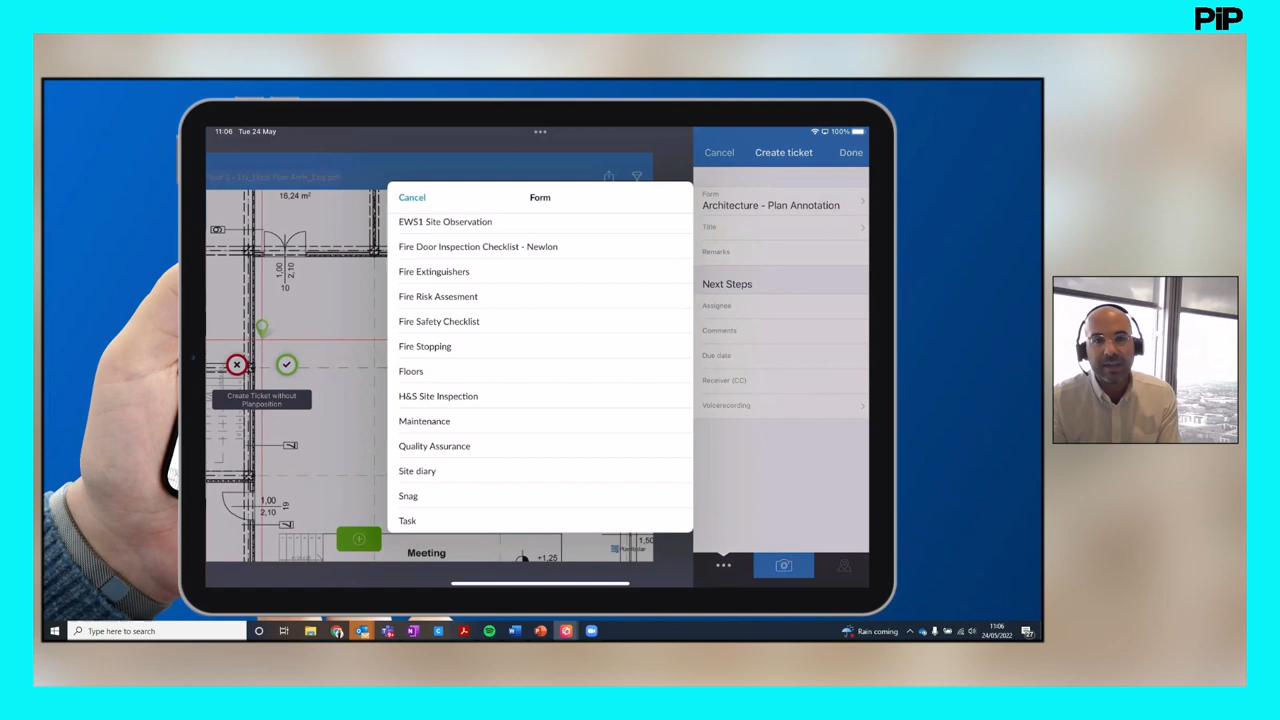 PiP
11:06 Tue 24 May
100%
16,24 m²
1,00
2,10
10
Create Ticket without
Planposition
1,00
2,10
19
Meeting
+1,25
1,50
PlanRadar
Cancel
Form
EWS1 Site Observation
Fire Door Inspection Checklist - Newlon
Fire Extinguishers
Fire Risk Assesment
Fire Safety Checklist
Fire Stopping
Floors
H&S Site Inspection
Maintenance
Quality Assurance
Site diary
Snag
Task
Cancel
Create ticket
Done
Form
Architecture - Plan Annotation
Title
Remarks
Next Steps
Assignee
Comments
Due date
Receiver (CC)
Voicerecording
Type here to search
Rain coming
11:06
24/05/2022
27